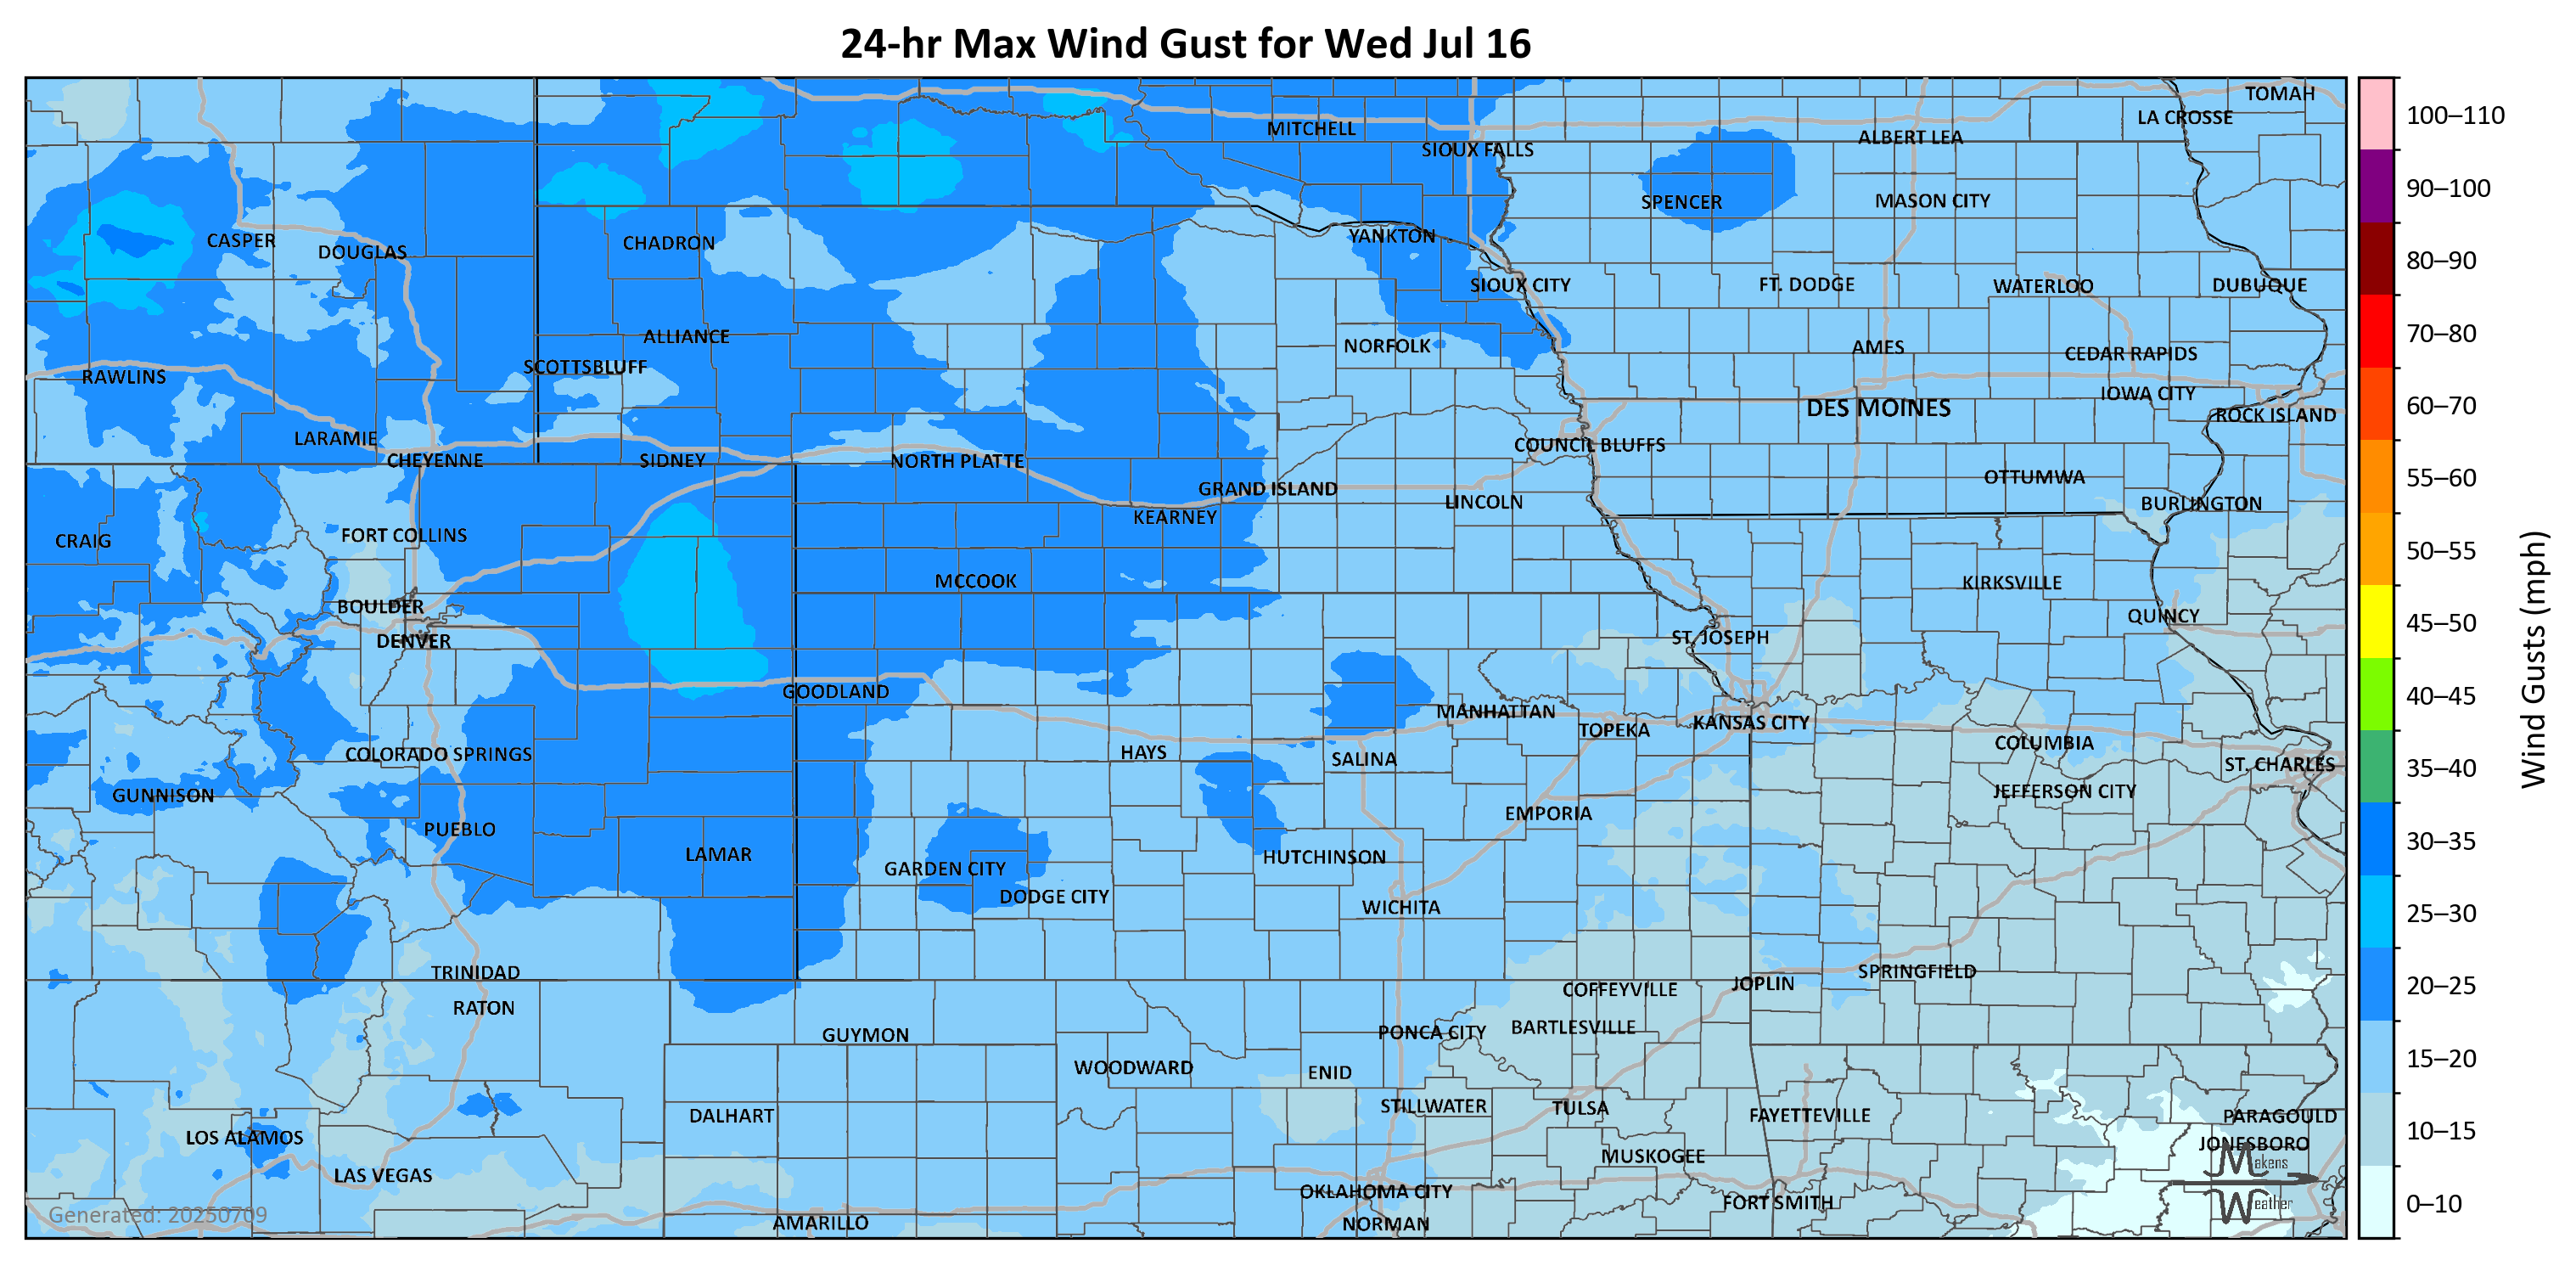 24-hr Max Wind Gust for Wed Jul 16
TOMAH
LA CROSSE
MITCHELL
ALBERT LEA
SIOUX FALLS
SPENCER
MASON CITY
CASPER
DOUGLAS
CHADRON
YANKTON
SIOUX CITY
FT. DODGE
WATERLOO
DUBUQUE
ALLIANCE
NORFOLK
AMES
CEDAR RAPIDS
SCOTTSBLUFF
RAWLINS
IOWA CITY
DES MOINES
ROCK ISLAND
LARAMIE
COUNCIL BLUFFS
CHEYENNE
SIDNEY
NORTH PLATTE
OTTUMWA
GRAND ISLAND
LINCOLN
BURLINGTON
KEARNEY
FORT COLLINS
CRAIG
MCCOOK
KIRKSVILLE
BOULDER
QUINCY
ST. JOSEPH
DENVER
GOODLAND
MANHATTAN
KANSAS CITY
TOPEKA
COLUMBIA
HAYS
COLORADO SPRINGS
SALINA
ST. CHARLES
JEFFERSON CITY
GUNNISON
EMPORIA
PUEBLO
LAMAR
HUTCHINSON
GARDEN CITY
DODGE CITY
WICHITA
TRINIDAD
SPRINGFIELD
JOPLIN
COFFEYVILLE
RATON
BARTLESVILLE
PONCA CITY
GUYMON
WOODWARD
ENID
STILLWATER
TULSA
DALHART
FAYETTEVILLE
PARAGOULD
LOS ALAMOS
JONESBORO
MUSKOGEE
LAS VEGAS
OKLAHOMA CITY
FORT SMITH
AMARILLO
NORMAN
Generated: 20250709
Makens
Weather
100–110
90–100
80–90
70–80
60–70
55–60
50–55
45–50
40–45
35–40
30–35
25–30
20–25
15–20
10–15
0–10
Wind Gusts (mph)